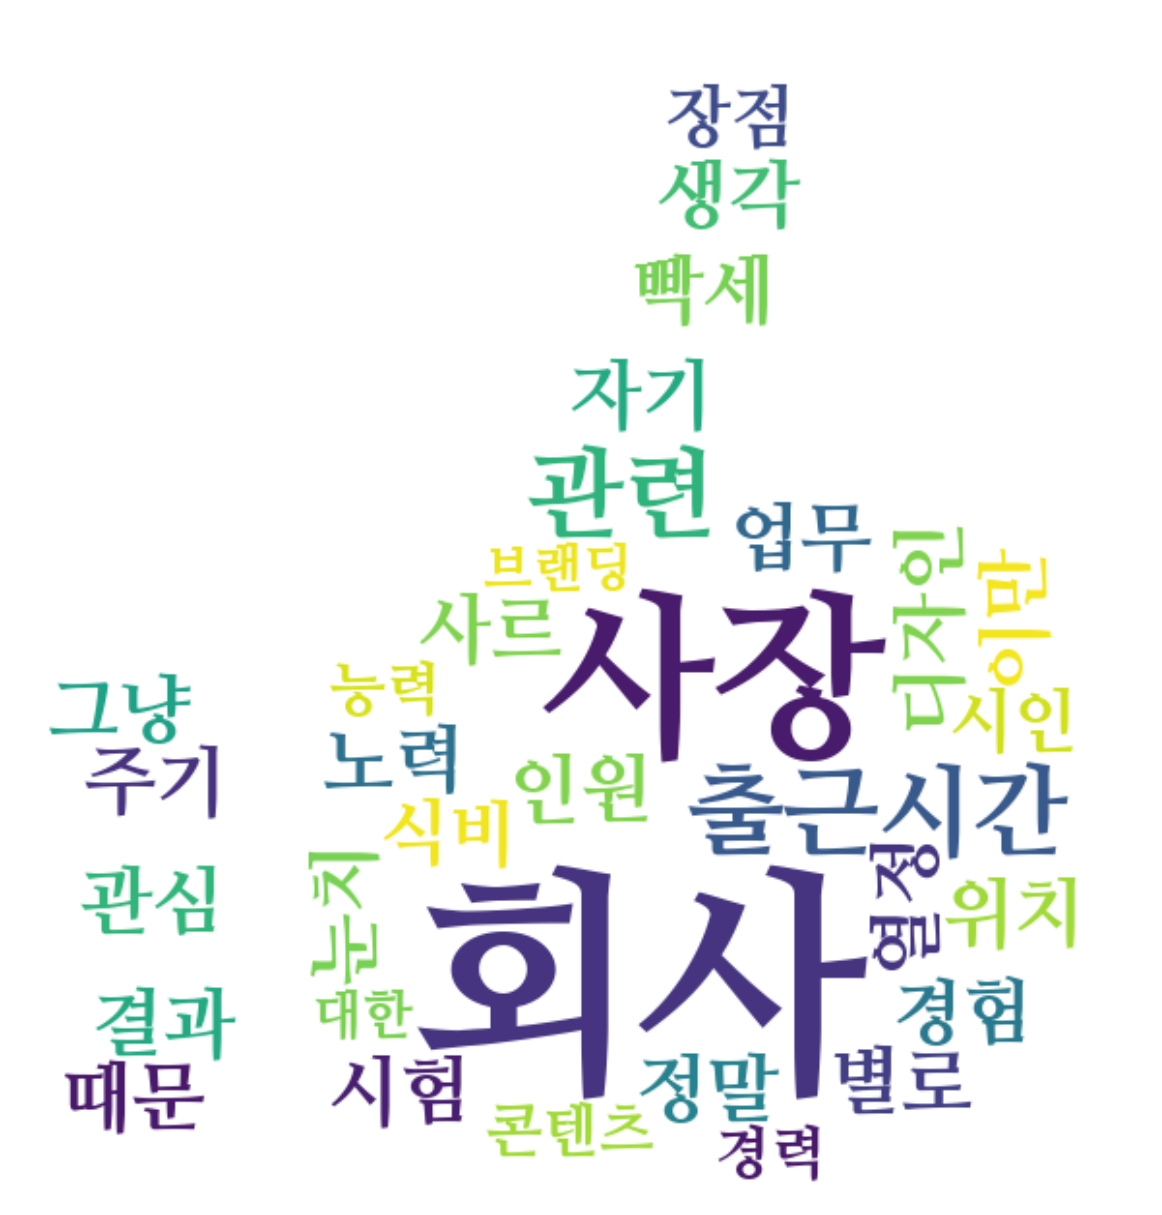 장점
생각
빡세
자기
관련
업무
브랜딩
디자인
이만
사르
사장
그냥
능력
시인
주기
노력
인원
출근시간
식비
열정
관심
눈치
회사
위치
결과
대한
경험
때문
시험
정말
별로
콘텐츠
경력